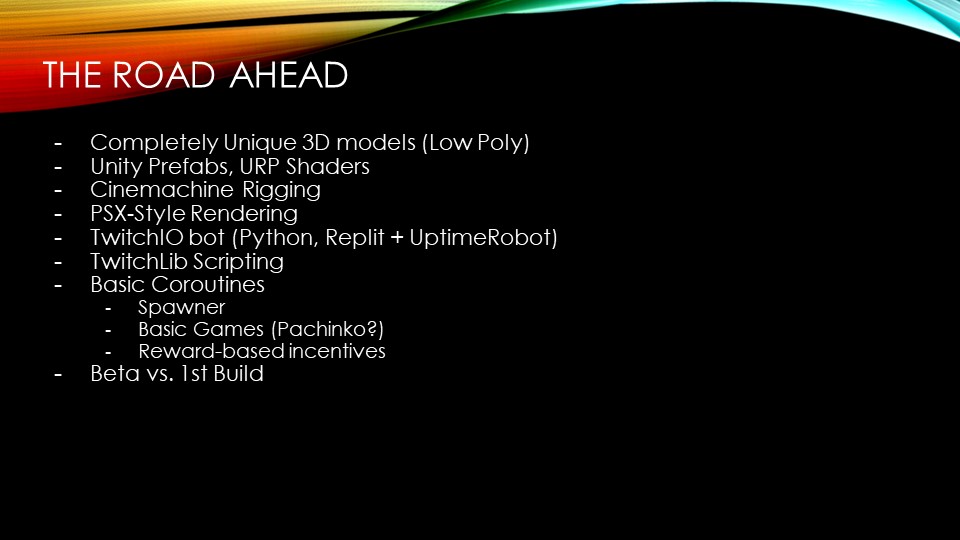 THE ROAD AHEAD
- Completely Unique 3D models (Low Poly)
- Unity Prefabs, URP Shaders
- Cinemachine Rigging
- PSX-Style Rendering
- TwitchIO bot (Python, Replit + UptimeRobot)
- TwitchLib Scripting
- Basic Coroutines
- Spawner
- Basic Games (Pachinko?)
- Reward-based incentives
- Beta vs. 1st Build